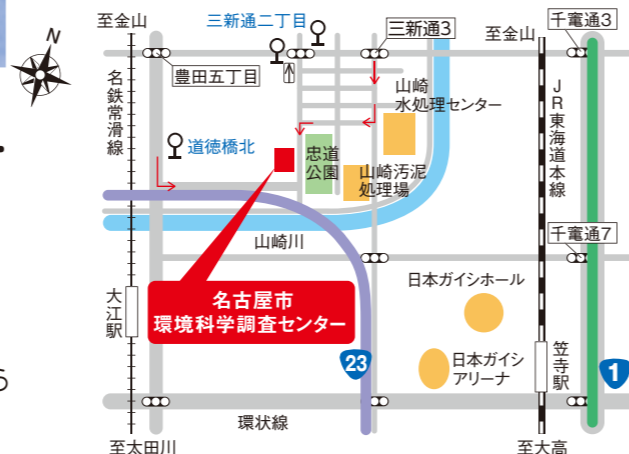 N
至金山
三新通二丁目
三新通3
至金山
千竃通3
豊田五丁目
名鉄常滑線
山崎
水処理センター
JR東海道本線
道徳橋北
忠道
公園
山崎汚泥
処理場
山崎川
千竃通7
大江駅
名古屋市
環境科学調査センター
日本ガイシホール
日本ガイシ
アリーナ
笠寺駅
23
1
ら
環状線
至太田川
至大高